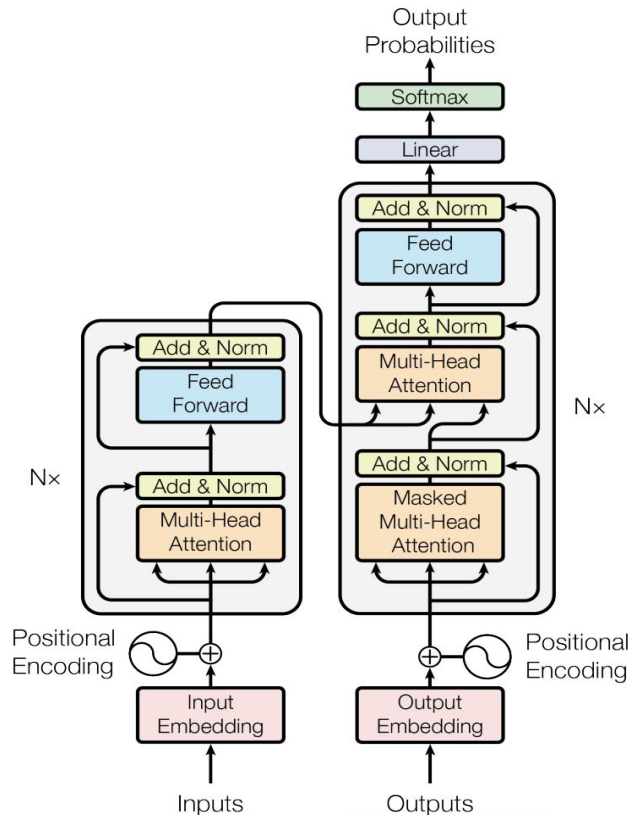 Output
Probabilities
Softmax
Linear
Add & Norm
Feed
Forward
Add & Norm
Multi-Head
Attention
Add & Norm
Masked
Multi-Head
Attention
N×
Add & Norm
Feed
Forward
Add & Norm
Multi-Head
Attention
N×
Positional
Encoding
Positional
Encoding
Input
Embedding
Output
Embedding
Inputs
Outputs